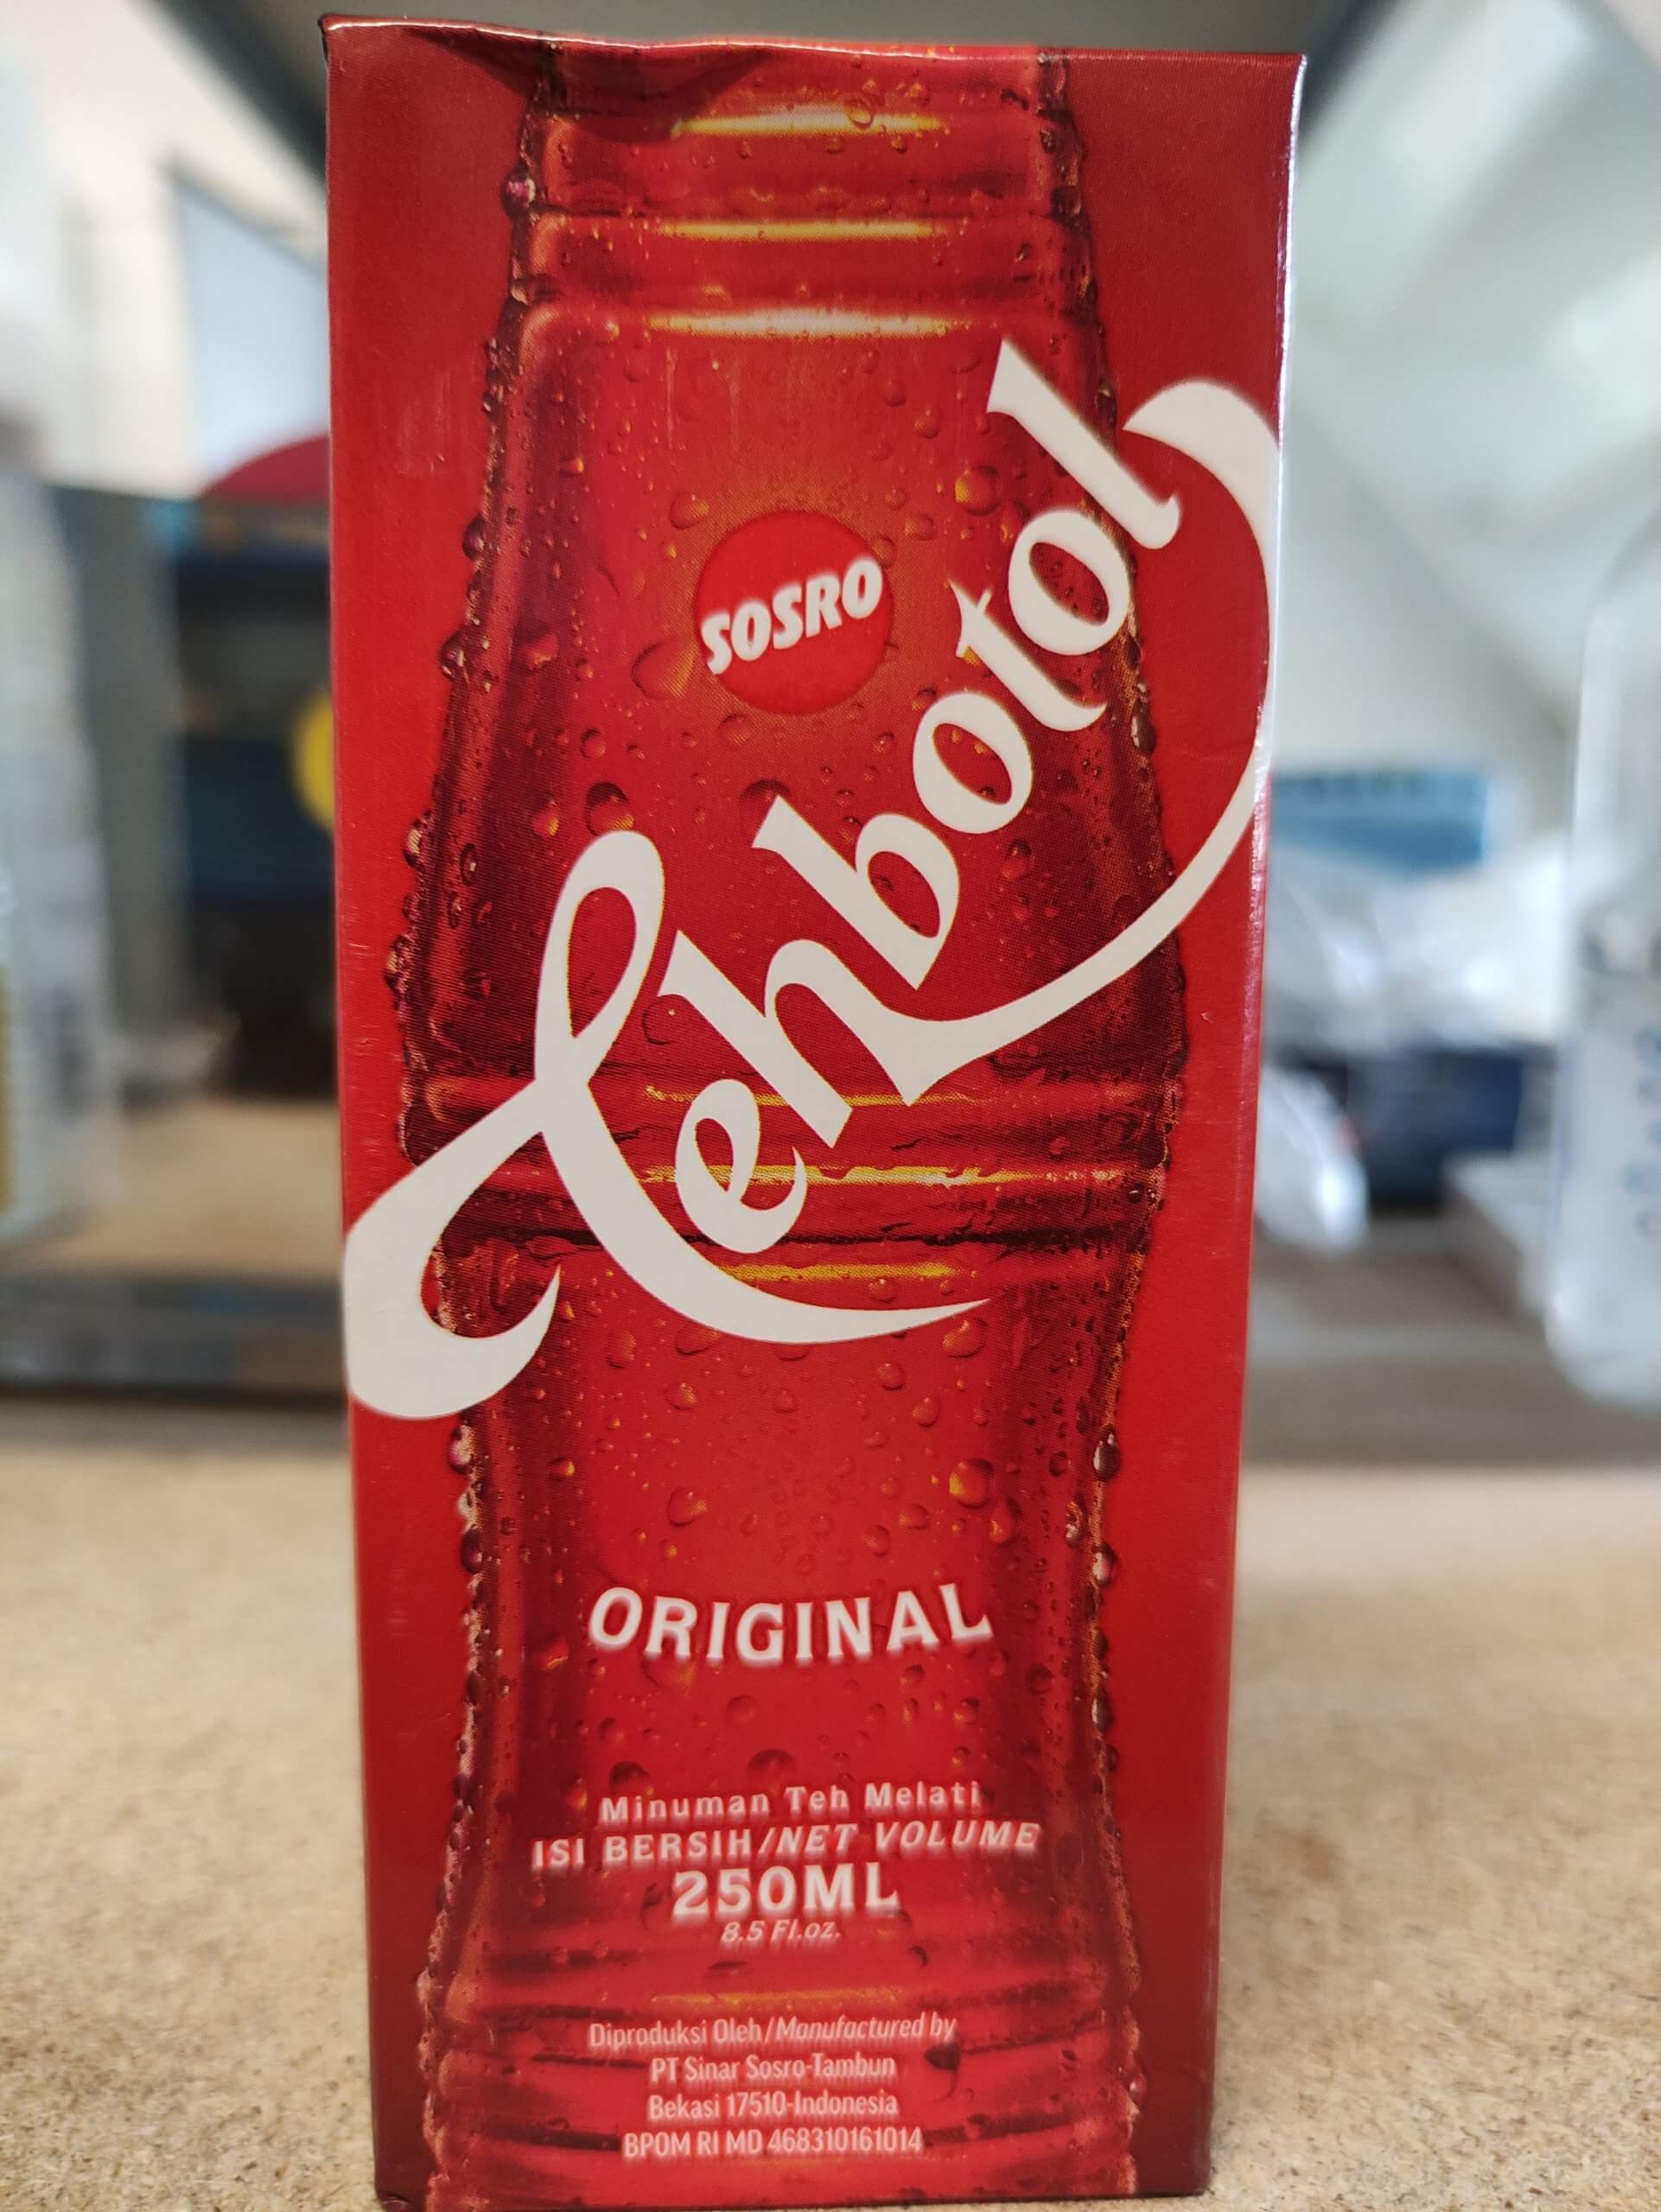 SOSRO
Tehbotol
ORIGINAL
Minuman Teh Melati
ISI BERSIH/NET VOLUME
250ML
8.5 Fl.oz.
Diproduksi Oleh/Manufactured by
PT Sinar Sosro-Tambun
Bekasi 17510-Indonesia
BPOM RI MD 468310161014